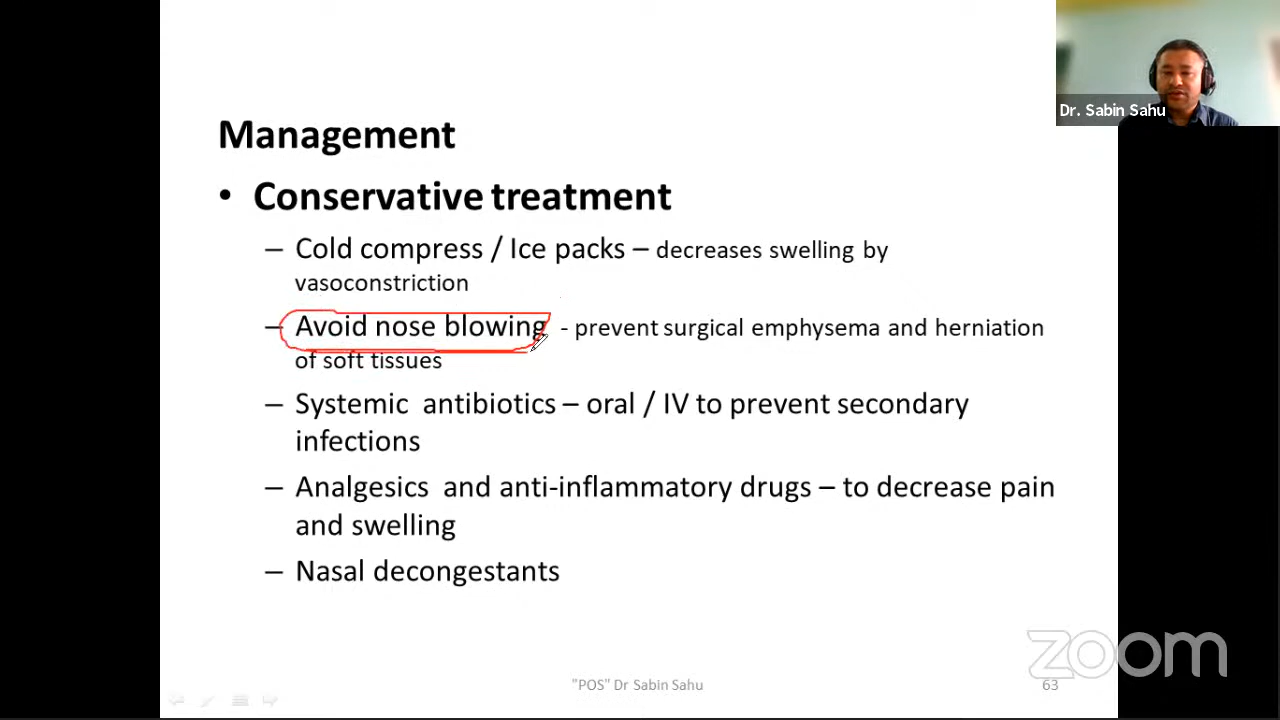 Dr. Sabin Sahu
Management
• Conservative treatment
– Cold compress / Ice packs – decreases swelling by
vasoconstriction
– Avoid nose blowing - prevent surgical emphysema and herniation
of soft tissues
– Systemic antibiotics – oral / IV to prevent secondary
infections
– Analgesics and anti-inflammatory drugs – to decrease pain
and swelling
– Nasal decongestants
zoom
"POS" Dr Sabin Sahu
63